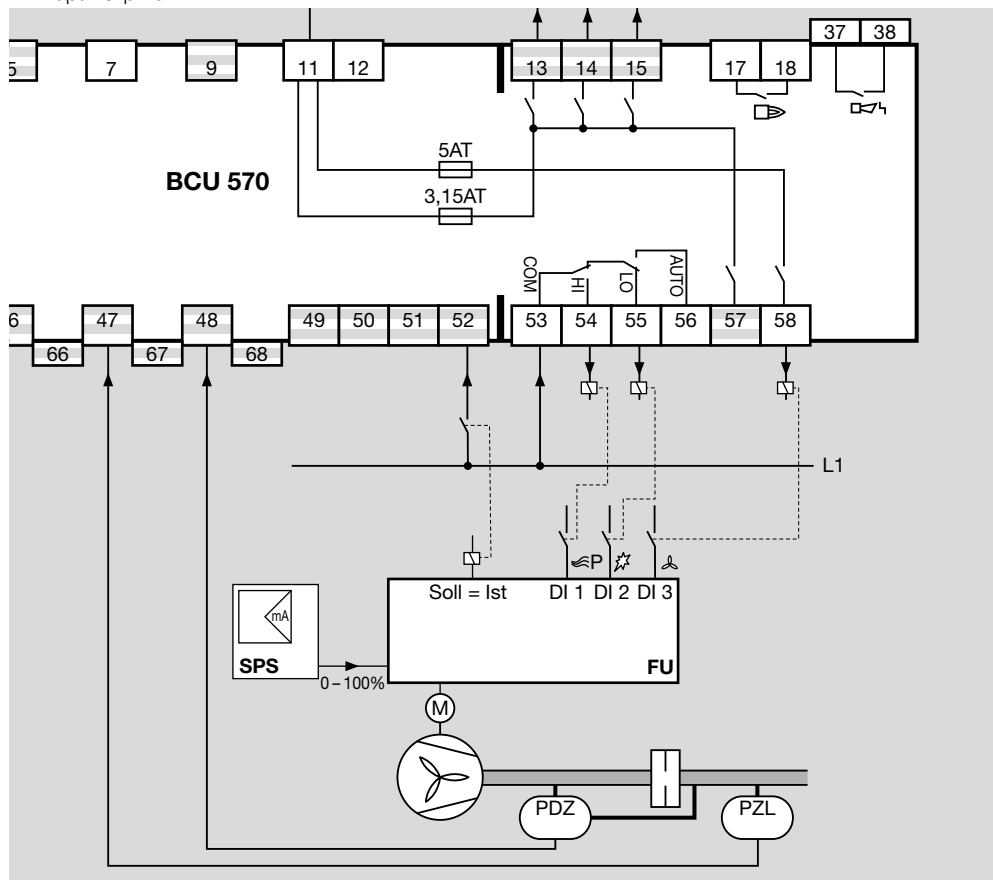 37 38
5 7 9 11 12 13 14 15 17 18
5AT
BCU 570
3,15AT
COM HI LO AUTO
6 47 48 49 50 51 52 53 54 55 56 57 58
66 67 68
L1
P
Soll = Ist DI 1 DI 2 DI 3
mA
SPS FU
0–100%
M
PDZ PZL